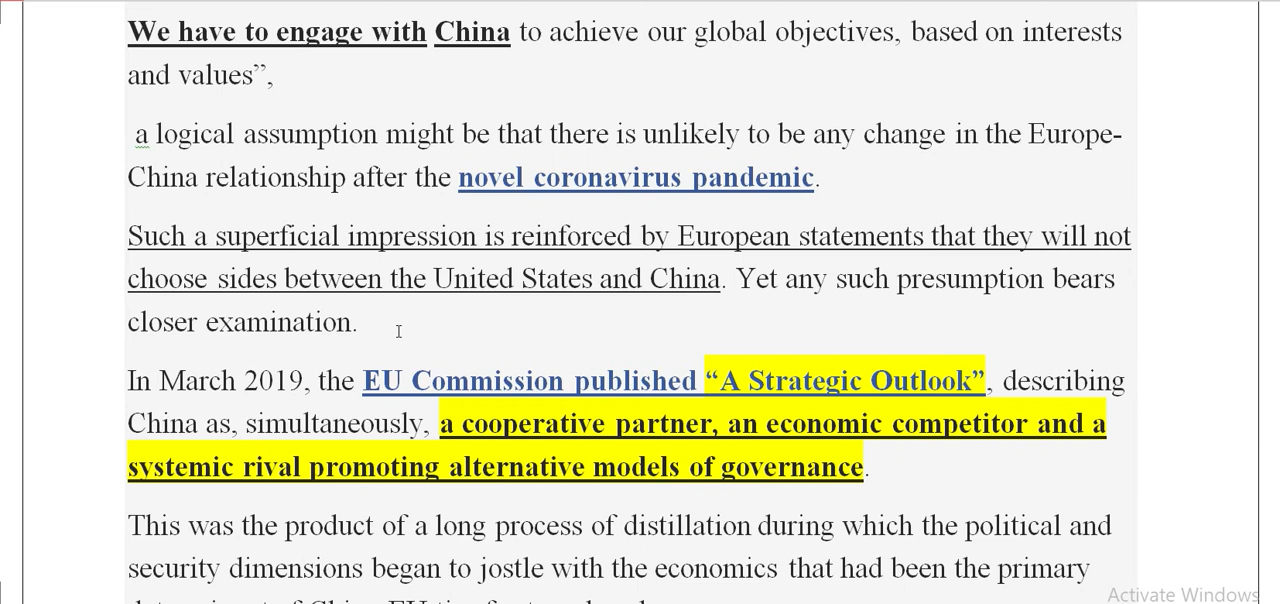 We have to engage with China to achieve our global objectives, based on interests
and values”,
a logical assumption might be that there is unlikely to be any change in the Europe-
China relationship after the novel coronavirus pandemic.
Such a superficial impression is reinforced by European statements that they will not
choose sides between the United States and China. Yet any such presumption bears
closer examination.
In March 2019, the EU Commission published “A Strategic Outlook”, describing
China as, simultaneously, a cooperative partner, an economic competitor and a
systemic rival promoting alternative models of governance.
This was the product of a long process of distillation during which the political and
security dimensions began to jostle with the economics that had been the primary
Activate Windows